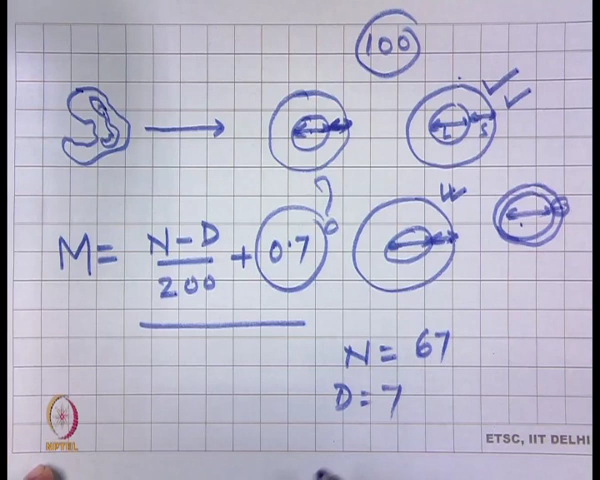 100
L S
M = N - D / 200 + 0.7
N = 67
D = 7
NPTEL
ETSC, IIT DELHI